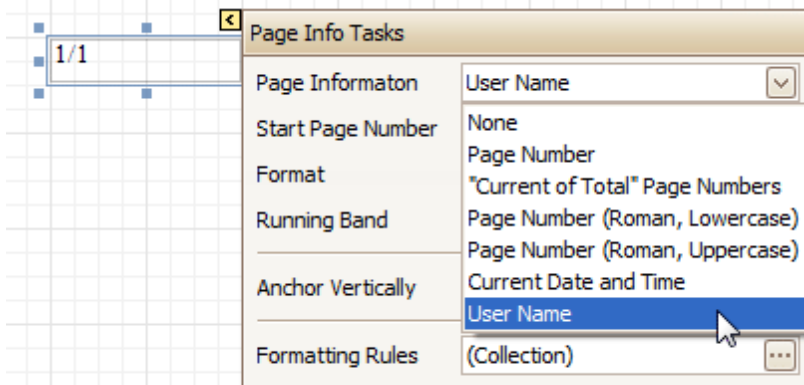 1/1
Page Info Tasks
Page Informaton User Name
Start Page Number
Format
Running Band
Anchor Vertically
None
Page Number
"Current of Total" Page Numbers
Page Number (Roman, Lowercase)
Page Number (Roman, Uppercase)
Current Date and Time
User Name
Formatting Rules (Collection)